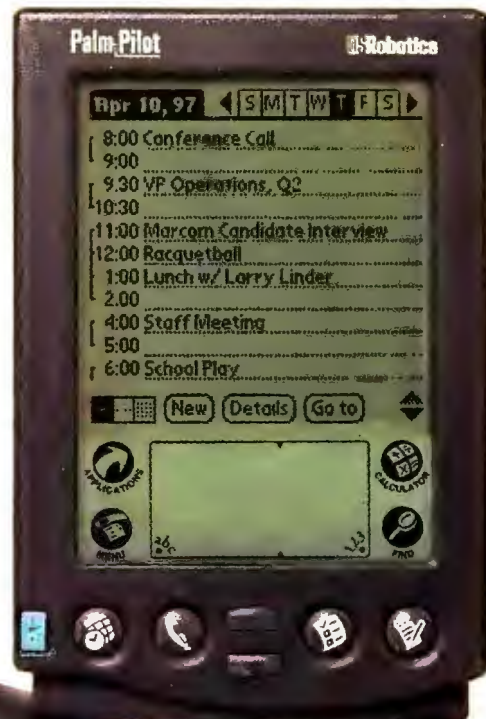 PalmPilot USRobotics
Apr 10, 97 S M T W T F S
8:00 Conference Call
9:00
9:30 VP Operations, Q2
10:30
11:00 Marcom Candidate Interview
12:00 Racquetball
1:00 Lunch w/ Larry Linder
2:00
4:00 Staff Meeting
5:00
6:00 School Play
New Details Go to
APPLICATIONS CALCULATOR
MENU abc 123 FIND